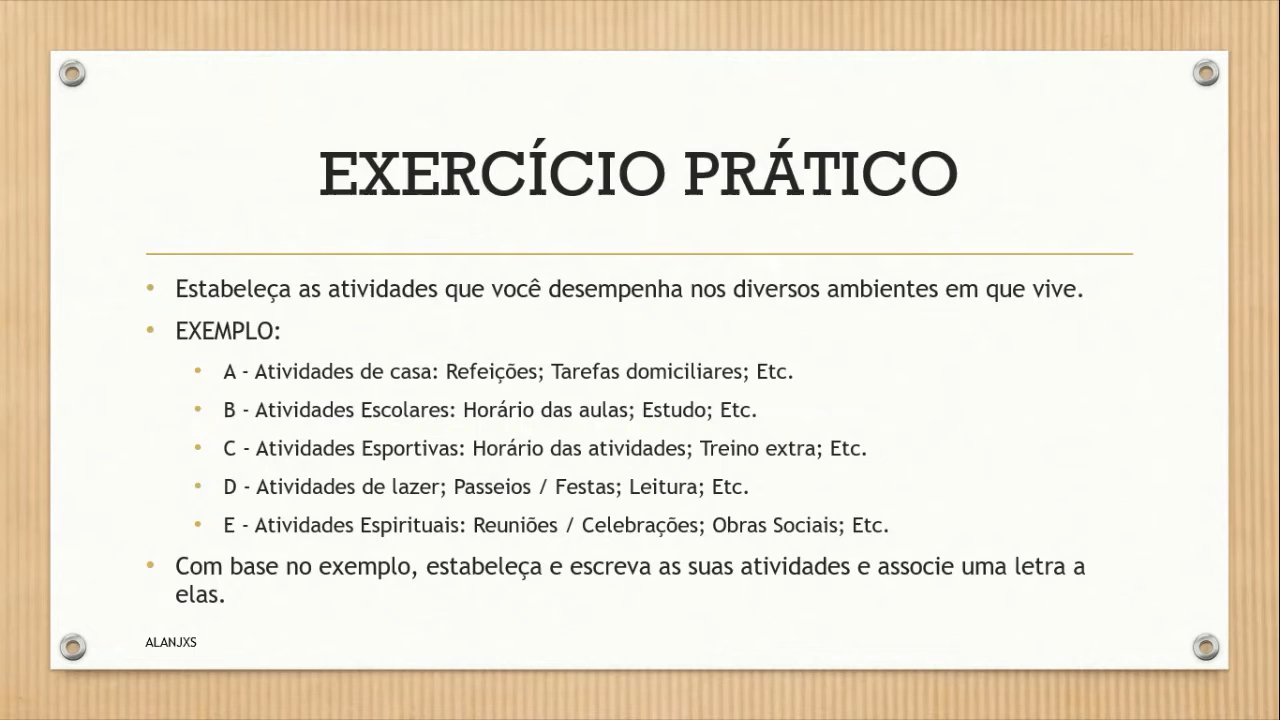 EXERCÍCIO PRÁTICO
• Estabeleça as atividades que você desempenha nos diversos ambientes em que vive.
• EXEMPLO:
• A - Atividades de casa: Refeições; Tarefas domiciliares; Etc.
• B - Atividades Escolares: Horário das aulas; Estudo; Etc.
• C - Atividades Esportivas: Horário das atividades; Treino extra; Etc.
• D - Atividades de lazer; Passeios / Festas; Leitura; Etc.
• E - Atividades Espirituais: Reuniões / Celebrações; Obras Sociais; Etc.
• Com base no exemplo, estabeleça e escreva as suas atividades e associe uma letra a
elas.
ALANJXS